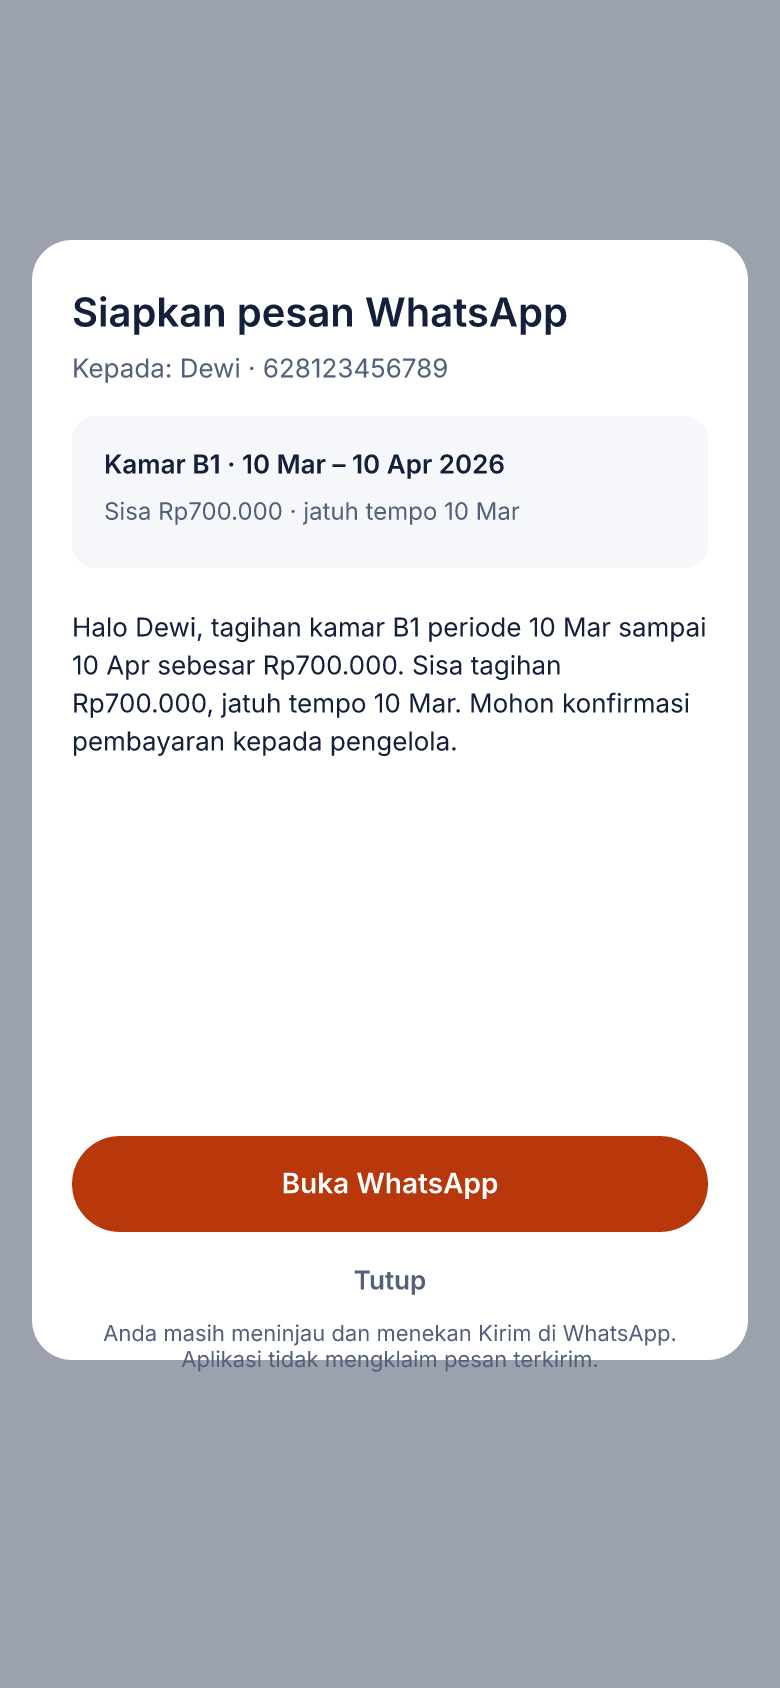 Siapkan pesan WhatsApp
Kepada: Dewi · 628123456789
Kamar B1 · 10 Mar – 10 Apr 2026
Sisa Rp700.000 · jatuh tempo 10 Mar
Halo Dewi, tagihan kamar B1 periode 10 Mar sampai
10 Apr sebesar Rp700.000. Sisa tagihan
Rp700.000, jatuh tempo 10 Mar. Mohon konfirmasi
pembayaran kepada pengelola.
Buka WhatsApp
Tutup
Anda masih meninjau dan menekan Kirim di WhatsApp.
Aplikasi tidak mengklaim pesan terkirim.